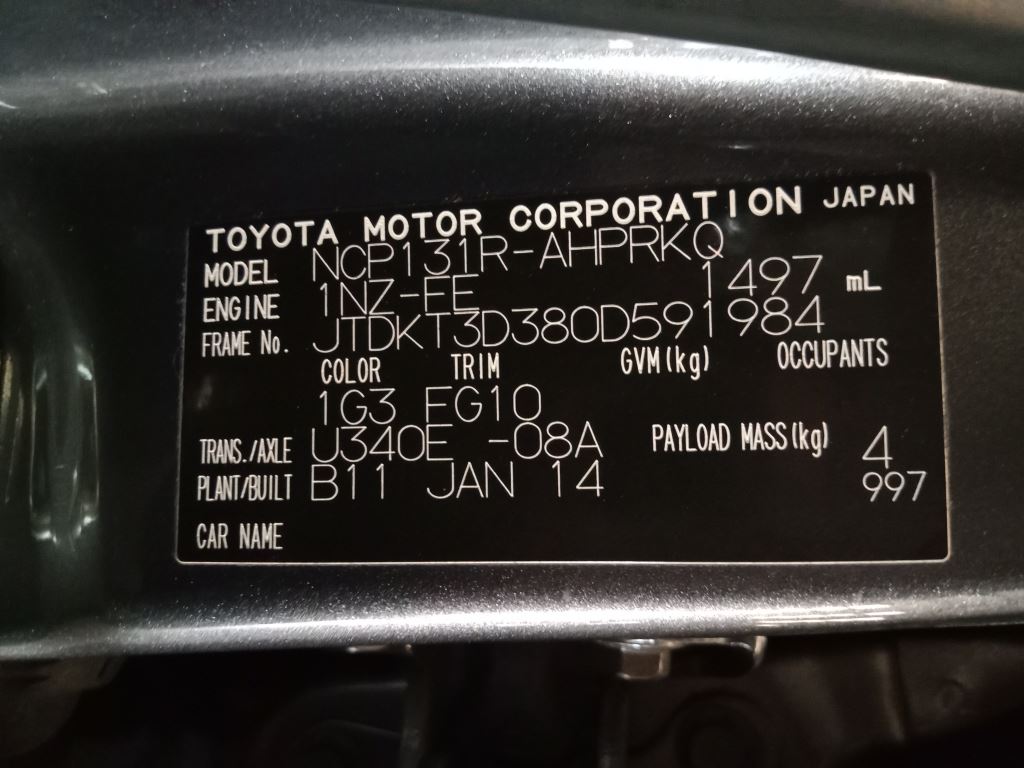 TOYOTA MOTOR CORPORATION JAPAN
MODEL NCP131R-AHPRKQ
ENGINE 1NZ-FE 1497 mL
FRAME No. JTDKT3D380D591984
COLOR TRIM GVM(kg) OCCUPANTS
1G3 FG10
TRANS./AXLE U340E -08A PAYLOAD MASS(kg) 4
PLANT/BUILT B11 JAN 14 997
CAR NAME